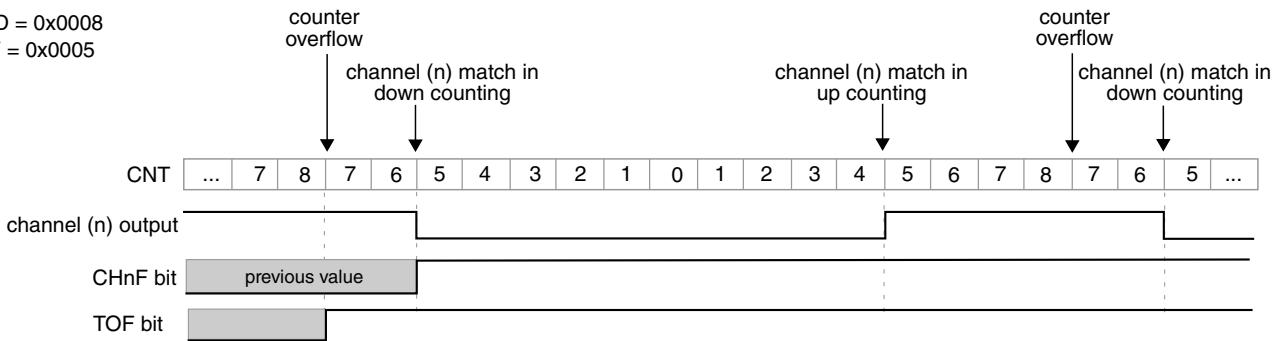 = 0x0008
= 0x0005
counter
overflow
channel (n) match in
down counting
channel (n) match in
up counting
counter
overflow
channel (n) match in
down counting
CNT ... 7 8 7 6 5 4 3 2 1 0 1 2 3 4 5 6 7 8 7 6 5 ...
channel (n) output
CHnF bit previous value
TOF bit